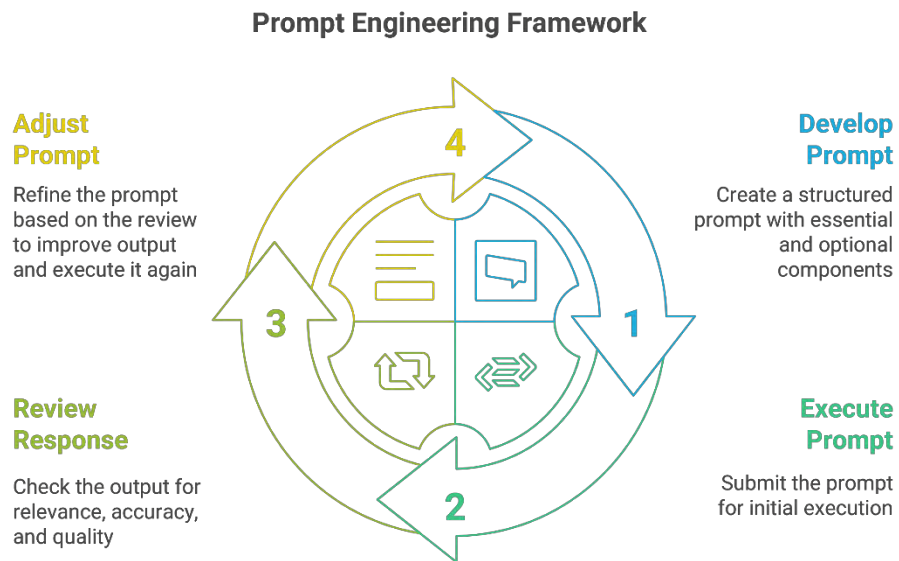 Prompt Engineering Framework
Adjust
Prompt
Refine the prompt
based on the review
to improve output
and execute it again
4
Develop
Prompt
Create a structured
prompt with essential
and optional
components
3
1
Review
Response
Check the output for
relevance, accuracy,
and quality
2
Execute
Prompt
Submit the prompt
for initial execution